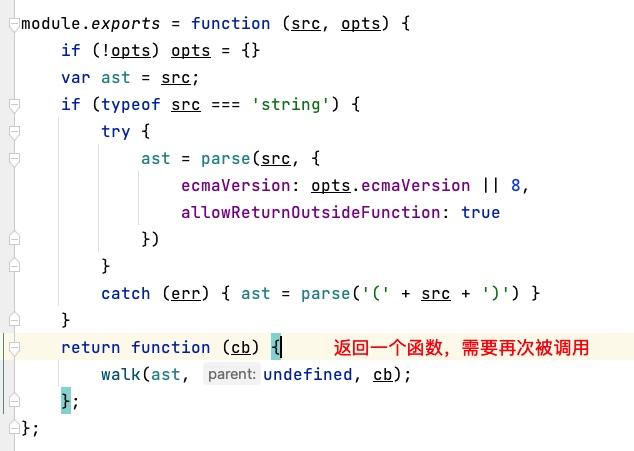 module.exports = function (src, opts) {
    if (!opts) opts = {}
    var ast = src;
    if (typeof src === 'string') {
        try {
            ast = parse(src, {
                ecmaVersion: opts.ecmaVersion || 8,
                allowReturnOutsideFunction: true
            })
        }
        catch (err) { ast = parse('(' + src + ')') }
    }
    return function (cb) { 返回一个函数，需要再次被调用
        walk(ast, parent: undefined, cb);
    };
};